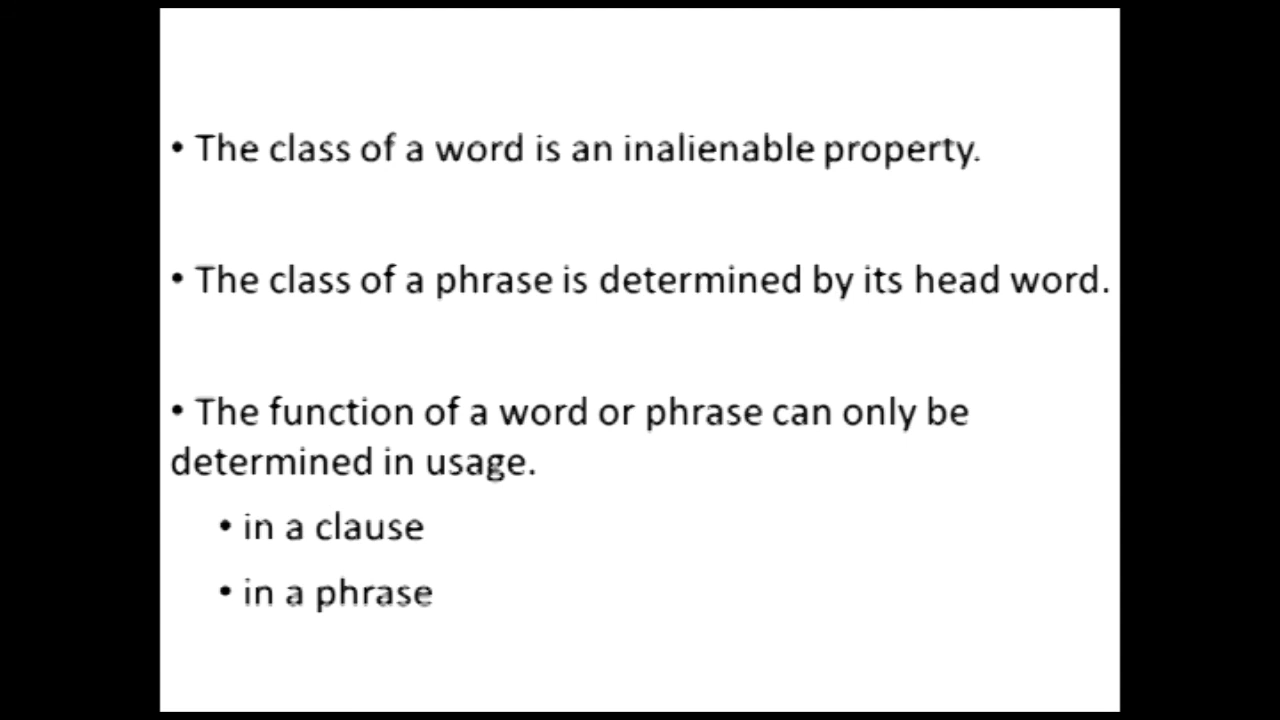 • The class of a word is an inalienable property.
• The class of a phrase is determined by its head word.
• The function of a word or phrase can only be
determined in usage.
• in a clause
• in a phrase